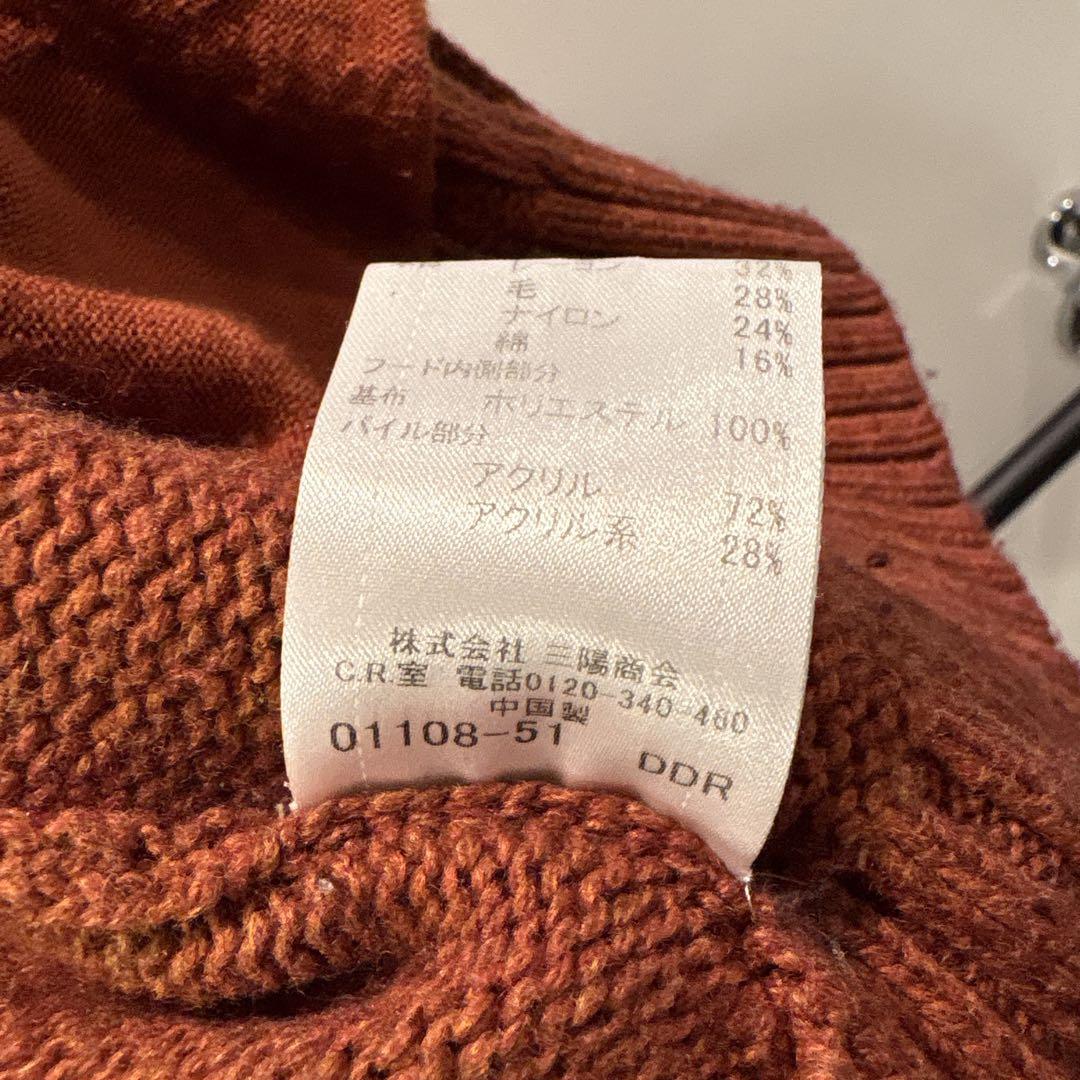 32%
毛 28%
ナイロン 24%
綿 16%
フード内側部分
基布 ポリエステル 100%
パイル部分
アクリル 72%
アクリル系 28%
株式会社 三陽商会
C.R.室 電話0120-340-460
中国製
01108-51 DDR